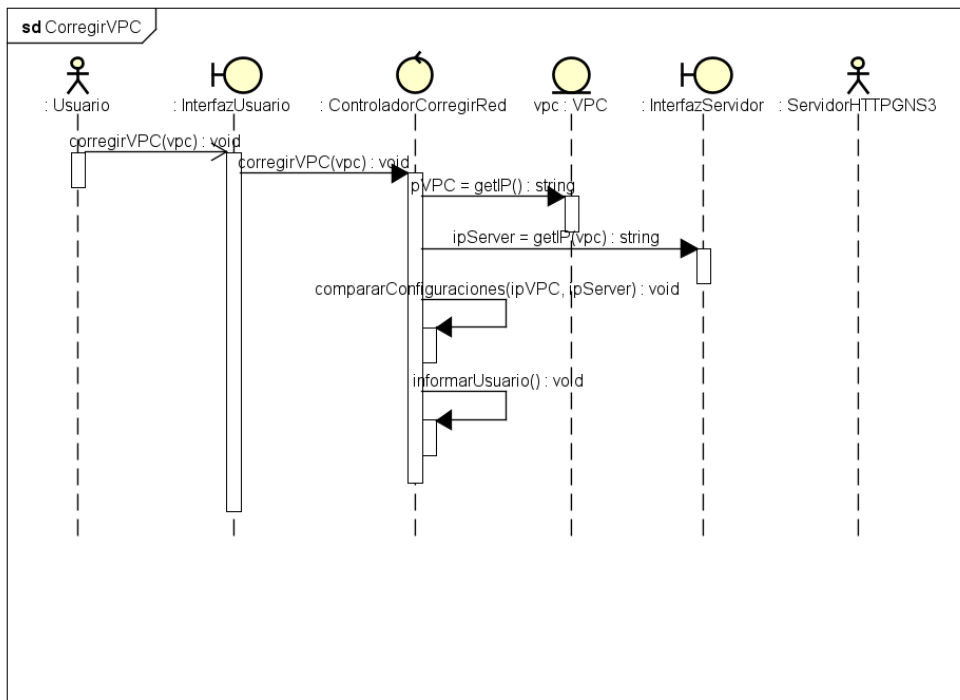 sd CorregirVPC
: Usuario
: InterfazUsuario
: ControladorCorregirRed
vpc : VPC
: InterfazServidor
: ServidorHTTPGNS3
corregirVPC(vpc) : void
corregirVPC(vpc) : void
pVPC = getIP() : string
ipServer = getIP(vpc) : string
compararConfiguraciones(ipVPC, ipServer) : void
informarUsuario() : void